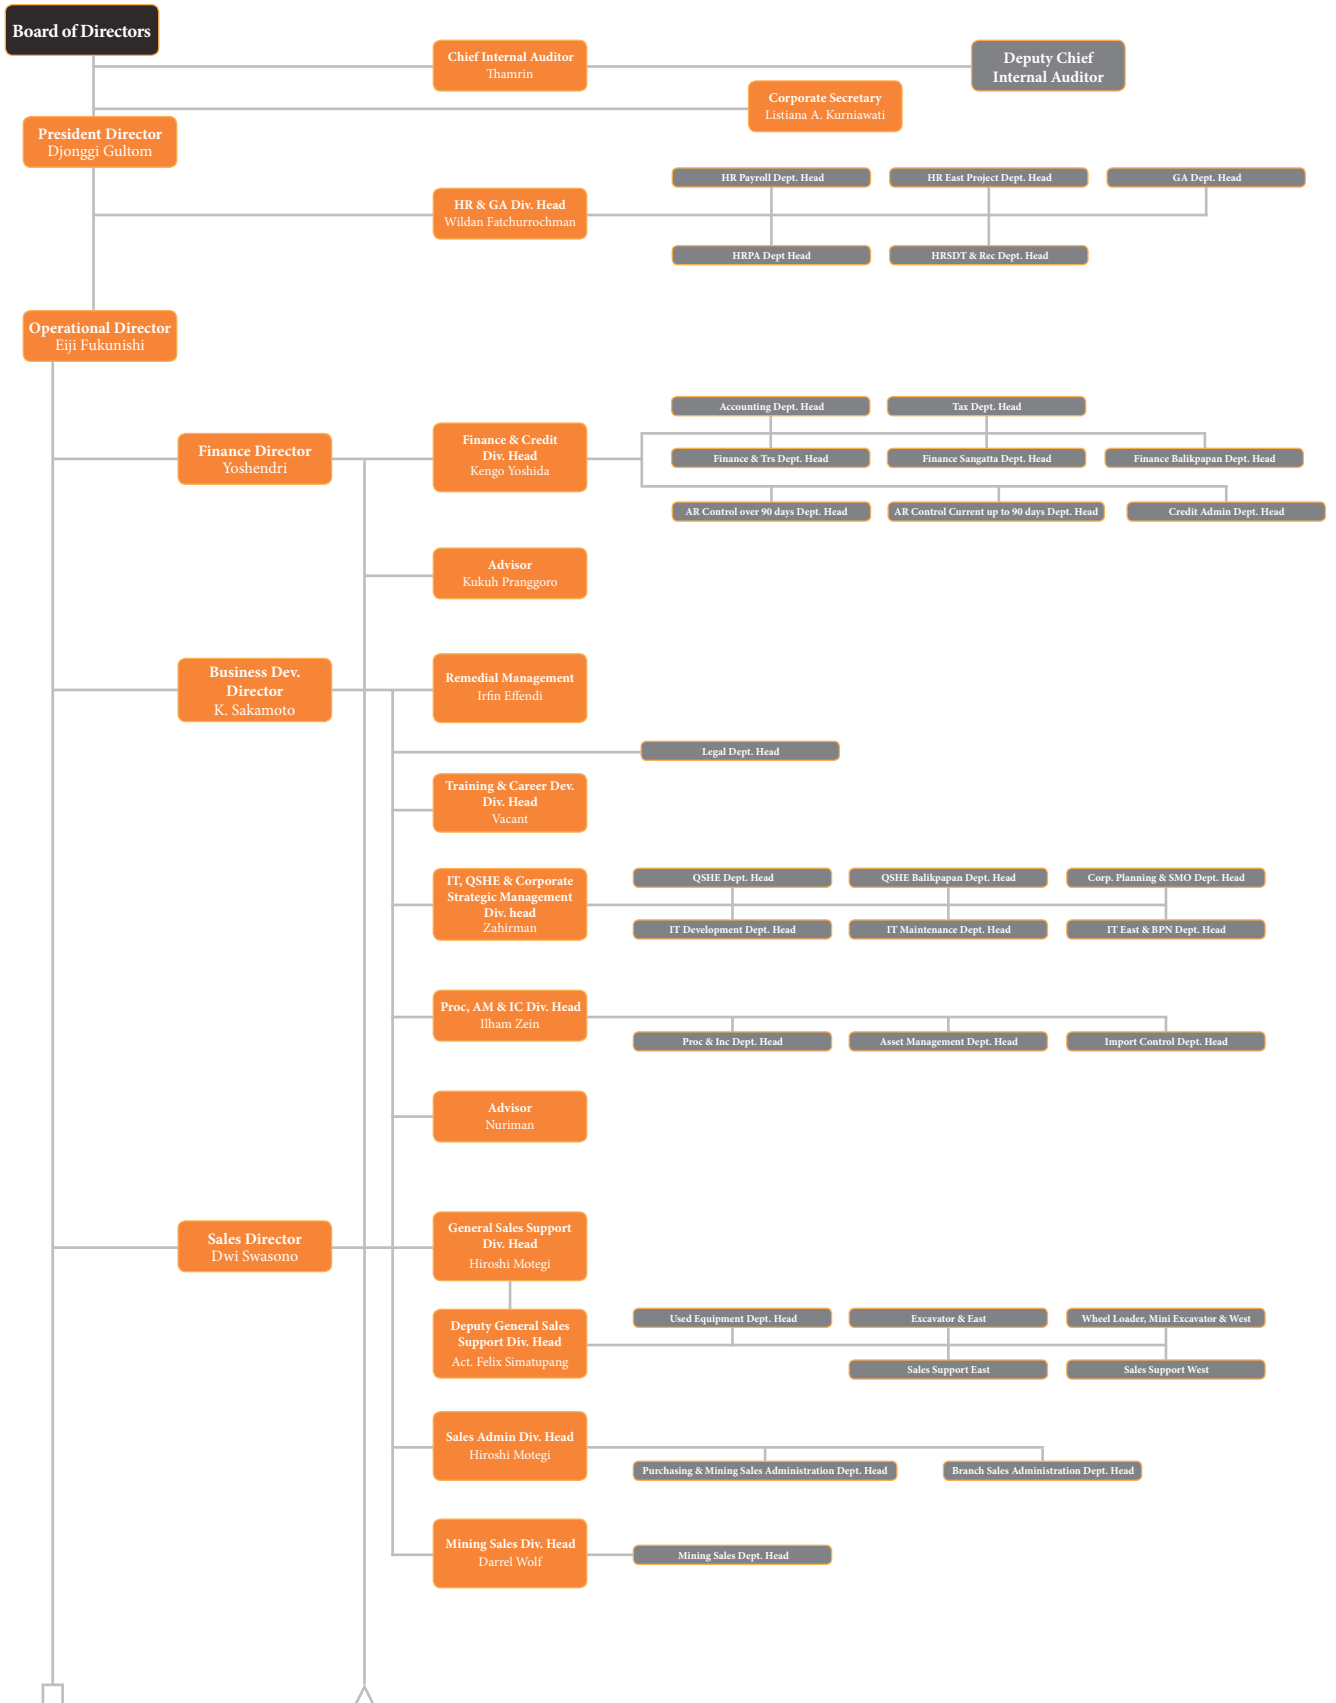 Board of Directors
Chief Internal Auditor
Thamrin
Deputy Chief
Internal Auditor
Corporate Secretary
Listiana A. Kurniawati
President Director
Djonggi Gultom
HR & GA Div. Head
Wildan Fatchurrochman
HR Payroll Dept. Head
HR East Project Dept. Head
GA Dept. Head
HRPA Dept Head
HRSDT & Rec Dept. Head
Operational Director
Eiji Fukunishi
Finance Director
Yoshendri
Finance & Credit
Div. Head
Kengo Yoshida
Accounting Dept. Head
Tax Dept. Head
Finance & Trs Dept. Head
Finance Sangatta Dept. Head
Finance Balikpapan Dept. Head
AR Control over 90 days Dept. Head
AR Control Current up to 90 days Dept. Head
Credit Admin Dept. Head
Advisor
Kukuh Pranggoro
Business Dev.
Director
K. Sakamoto
Remedial Management
Irfin Effendi
Legal Dept. Head
Training & Career Dev.
Div. Head
Vacant
IT, QSHE & Corporate
Strategic Management
Div. head
Zahirman
QSHE Dept. Head
QSHE Balikpapan Dept. Head
Corp. Planning & SMO Dept. Head
IT Development Dept. Head
IT Maintenance Dept. Head
IT East & BPN Dept. Head
Proc, AM & IC Div. Head
Ilham Zein
Proc & Inc Dept. Head
Asset Management Dept. Head
Import Control Dept. Head
Advisor
Nuriman
Sales Director
Dwi Swasono
General Sales Support
Div. Head
Hiroshi Motegi
Deputy General Sales
Support Div. Head
Act. Felix Simatupang
Used Equipment Dept. Head
Excavator & East
Wheel Loader, Mini Excavator & West
Sales Support East
Sales Support West
Sales Admin Div. Head
Hiroshi Motegi
Purchasing & Mining Sales Administration Dept. Head
Branch Sales Administration Dept. Head
Mining Sales Div. Head
Darrel Wolf
Mining Sales Dept. Head